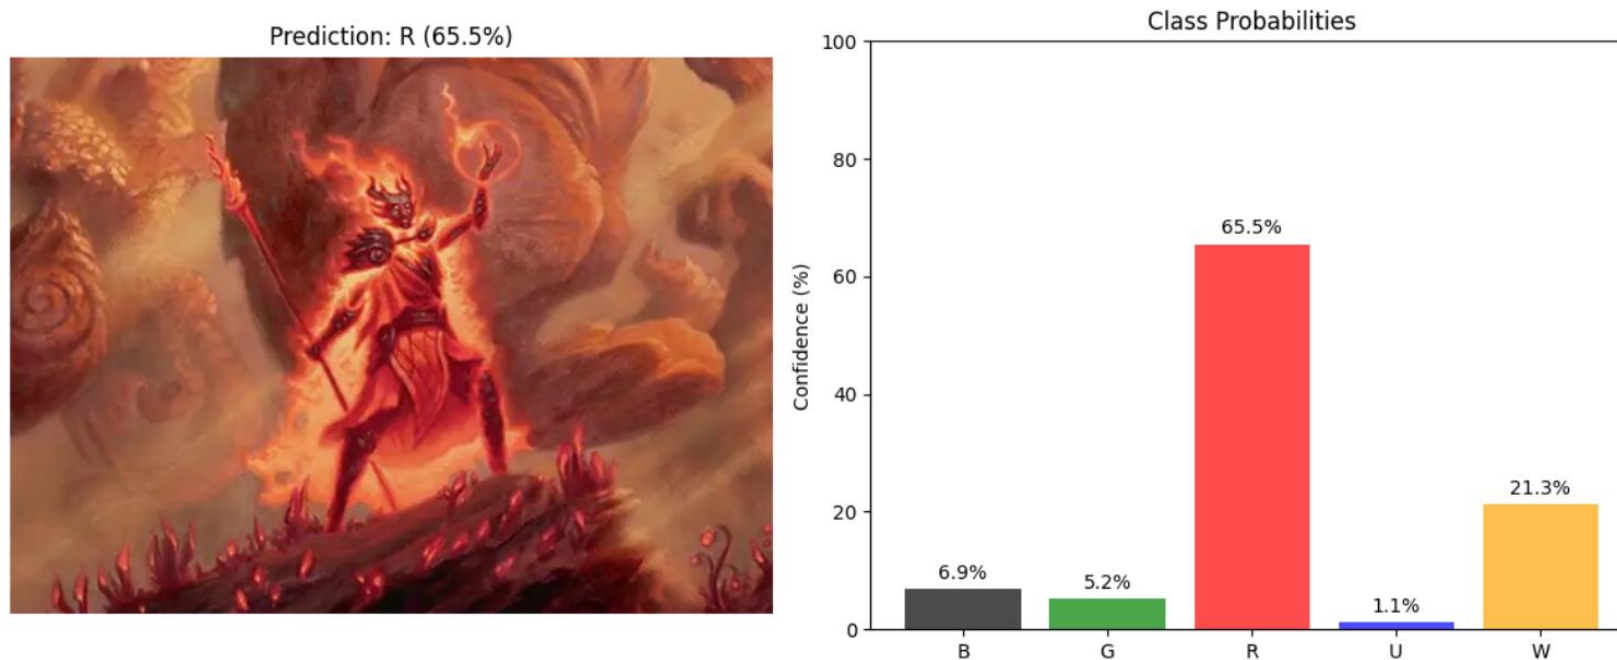 Prediction: R (65.5%)
Class Probabilities
Confidence (%)
100
80
60
40
20
0
6.9%
5.2%
65.5%
1.1%
21.3%
B
G
R
U
W